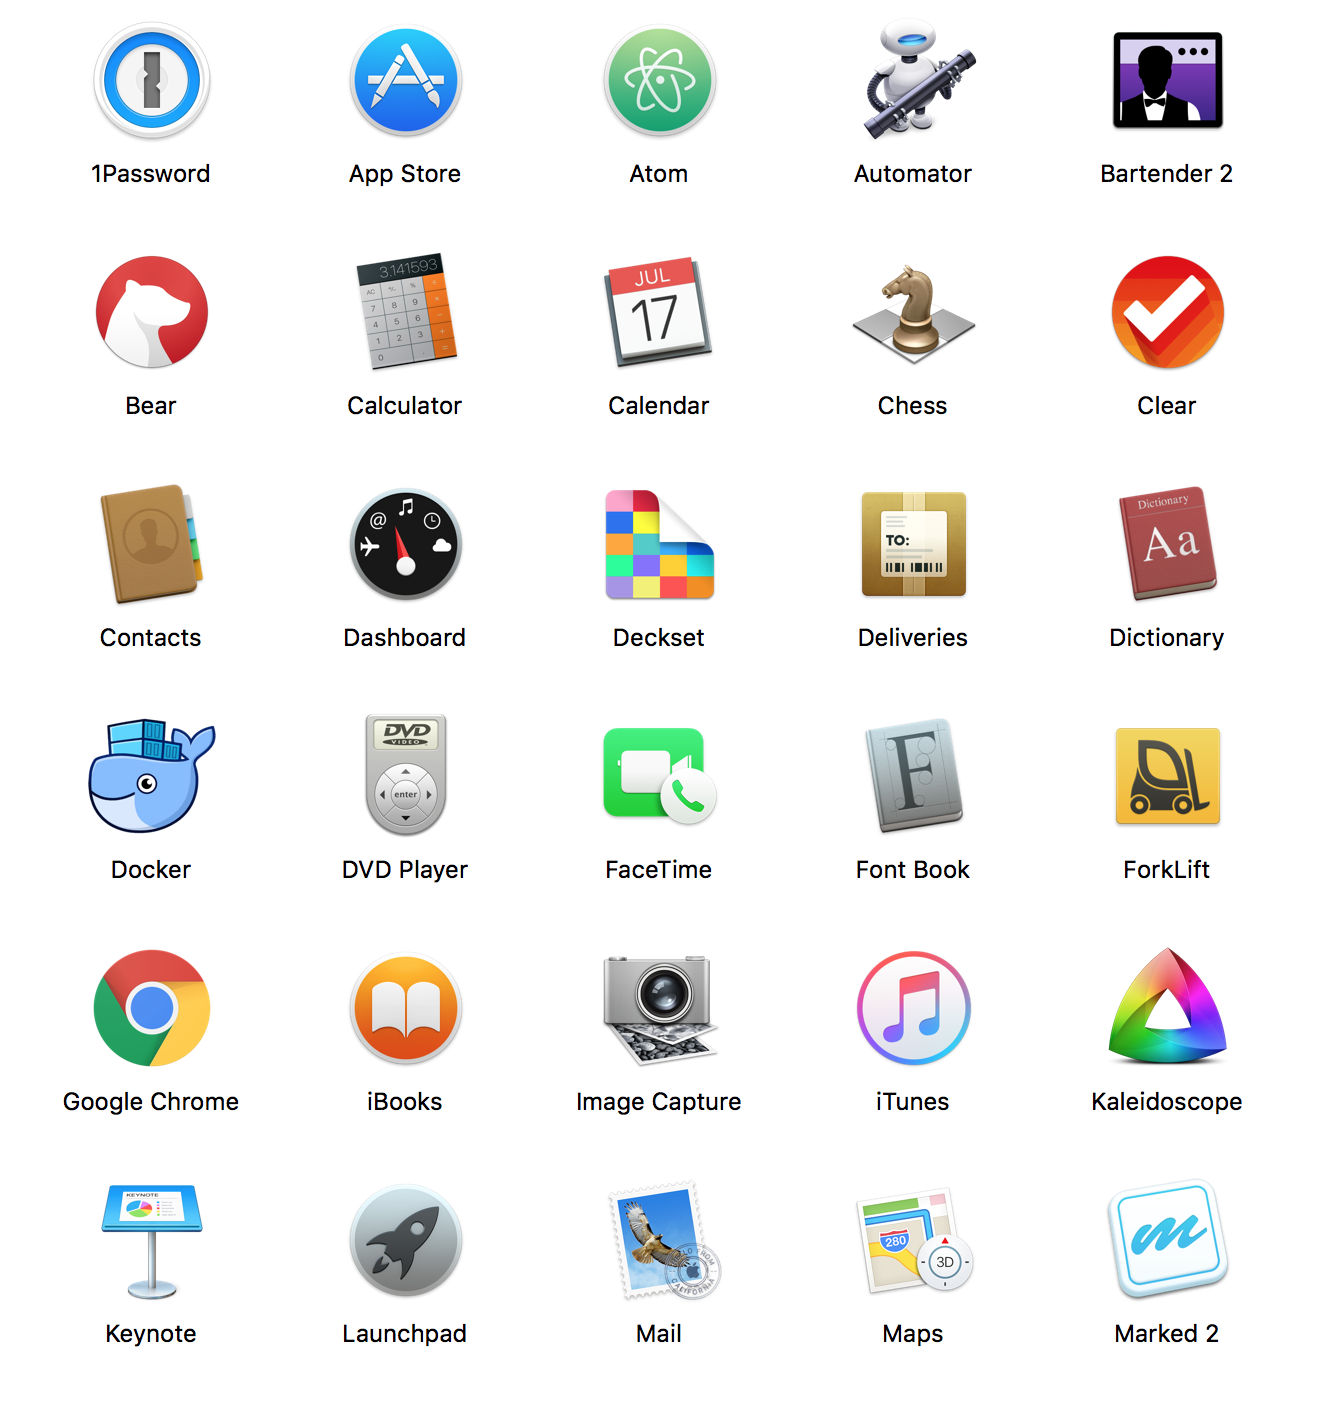 1Password
App Store
Atom
Automator
Bartender 2
3.141593
AC
%
7 8 9
4 5 6
1 2 3
0
JUL
17
Bear
Calculator
Calendar
Chess
Clear
@
TO:
Dictionary
Aa
Contacts
Dashboard
Deckset
Deliveries
Dictionary
DVD
VIDEO
enter
F
Docker
DVD Player
FaceTime
Font Book
ForkLift
Google Chrome
iBooks
Image Capture
iTunes
Kaleidoscope
KEYNOTE
280
3D
m
CALIFORNIA
Keynote
Launchpad
Mail
Maps
Marked 2